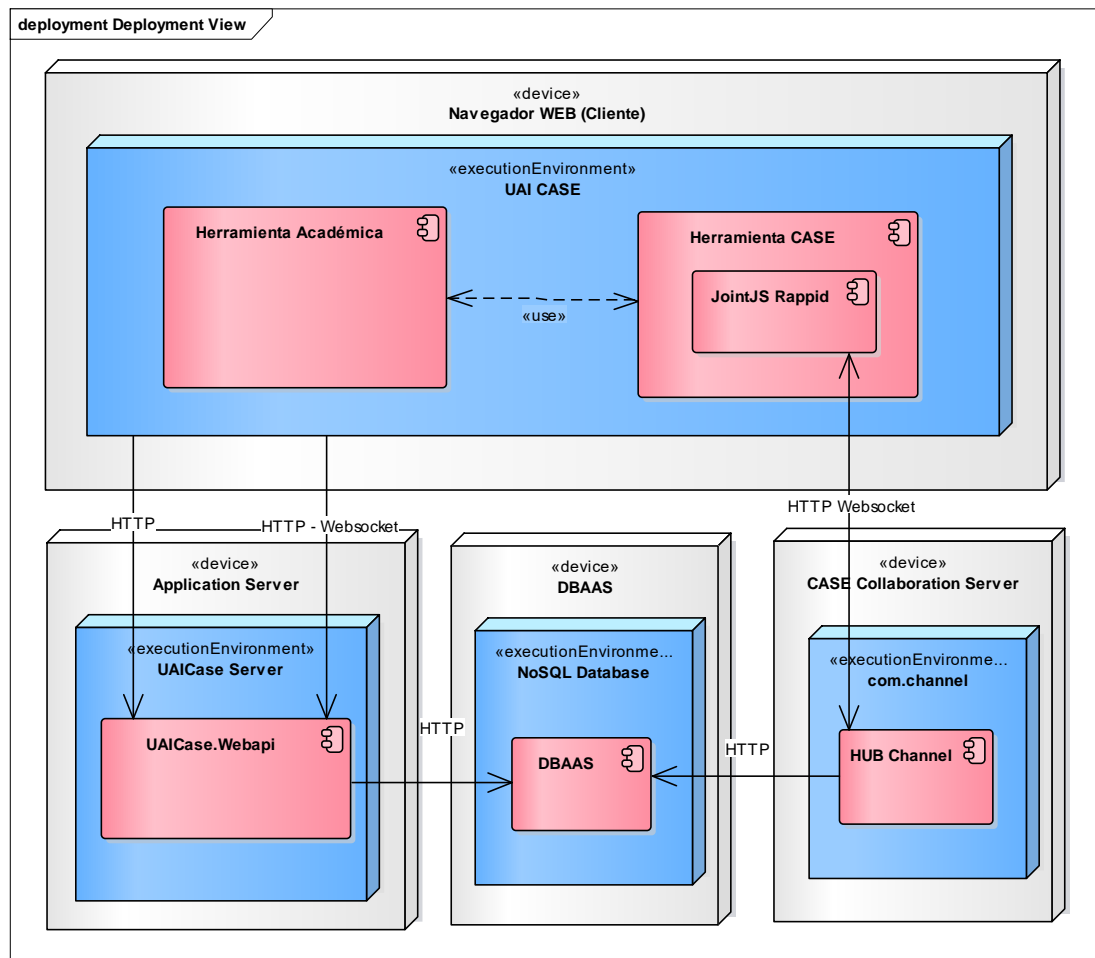 deployment Deployment View
«device»
Navegador WEB (Cliente)
«executionEnvironment»
UAI CASE
Herramienta Académica
Herramienta CASE
JointJS Rappid
«use»
HTTP
HTTP - Websocket
HTTP Websocket
«device»
Application Server
«executionEnvironment»
UAICase Server
UAICase.Webapi
HTTP
«device»
DBAAS
«executionEnvironme...
NoSQL Database
DBAAS
HTTP
«device»
CASE Collaboration Server
«executionEnvironme...
com.channel
HUB Channel